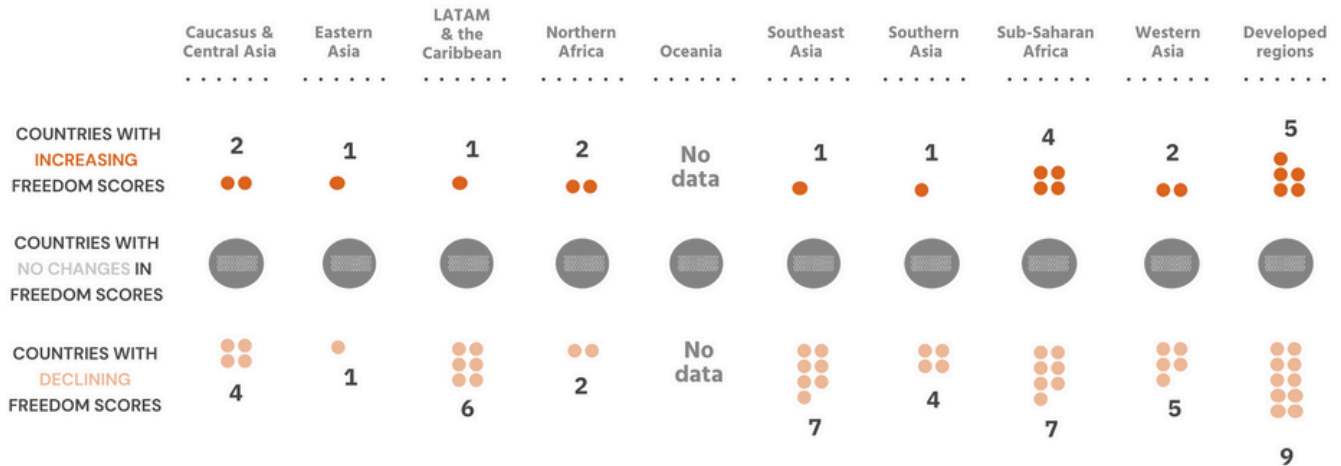 Caucasus &
Central Asia
Eastern
Asia
LATAM
& the
Caribbean
Northern
Africa
Oceania
Southeast
Asia
Southern
Asia
Sub-Saharan
Africa
Western
Asia
Developed
regions
COUNTRIES WITH
INCREASING
FREEDOM SCORES
2
1
1
2
No
data
1
1
4
2
5
COUNTRIES WITH
NO CHANGES IN
FREEDOM SCORES
COUNTRIES WITH
DECLINING
FREEDOM SCORES
4
1
6
2
No
data
7
4
7
5
9